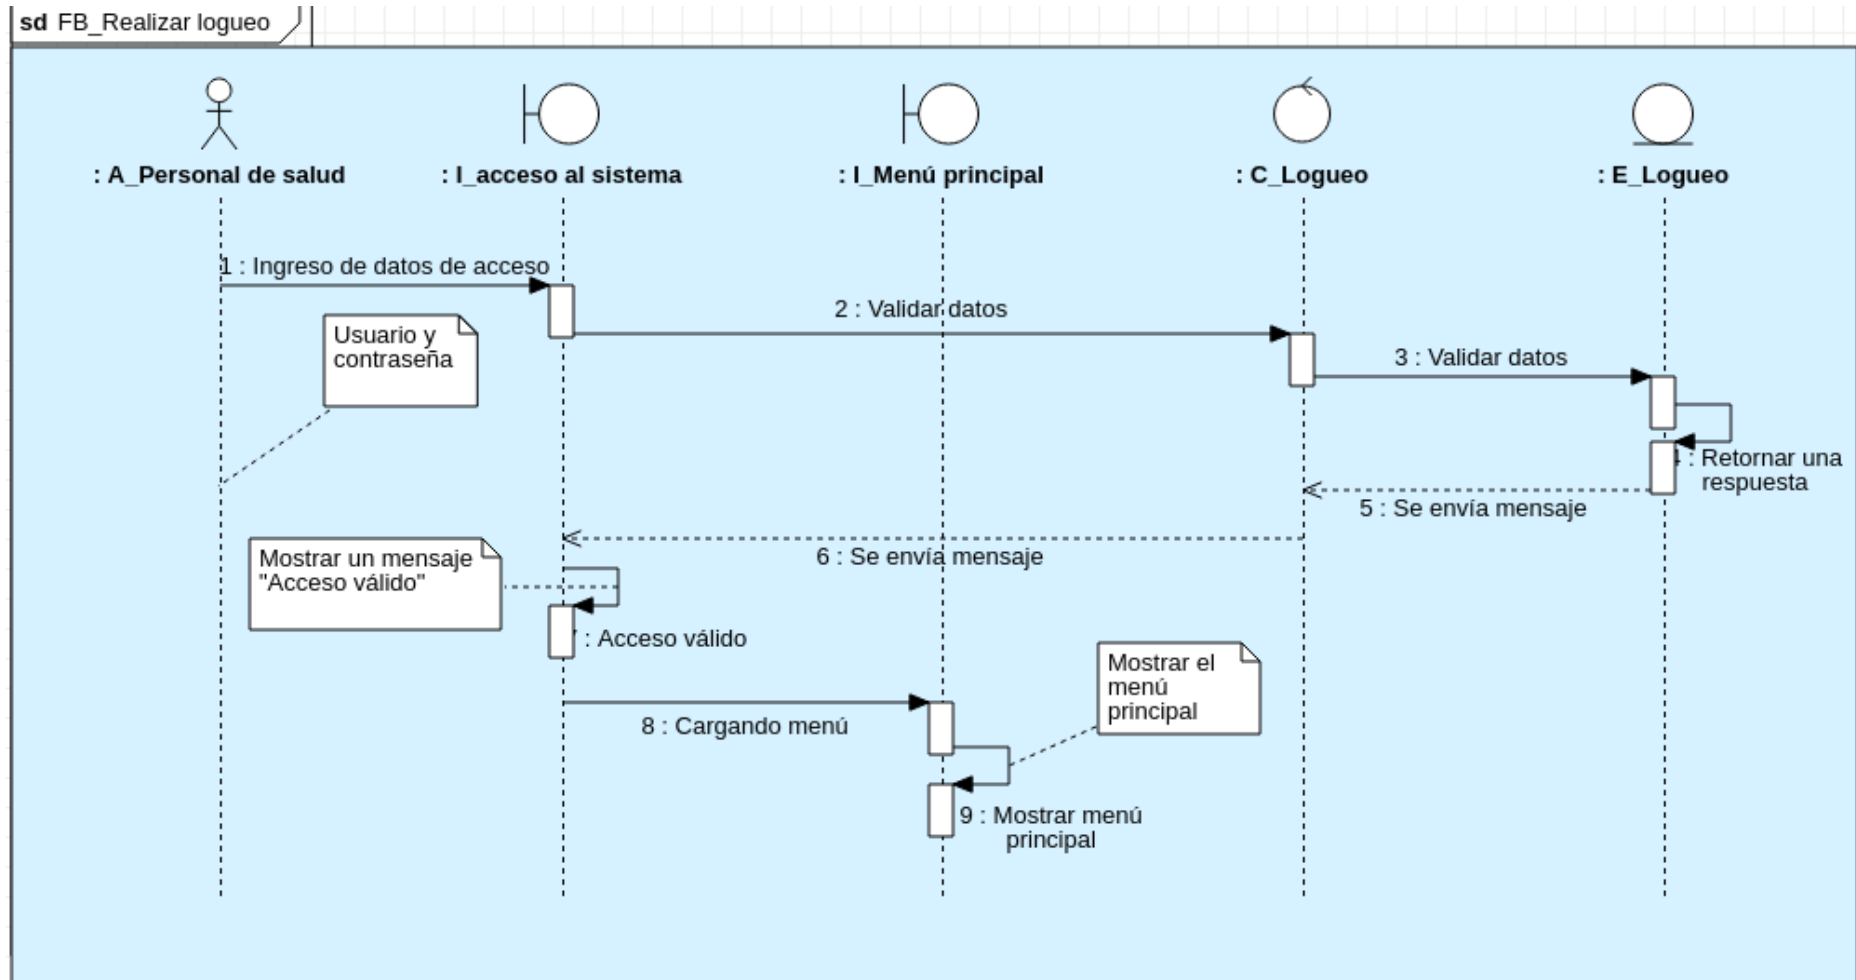 sd FB_Realizar logueo
: A_Personal de salud
: I_acceso al sistema
: I_Menú principal
: C_Logueo
: E_Logueo
1 : Ingreso de datos de acceso
2 : Validar datos
Usuario y
contraseña
3 : Validar datos
: Retornar una
respuesta
5 : Se envía mensaje
6 : Se envía mensaje
Mostrar un mensaje
"Acceso válido"
: Acceso válido
Mostrar el
menú
principal
8 : Cargando menú
9 : Mostrar menú
principal